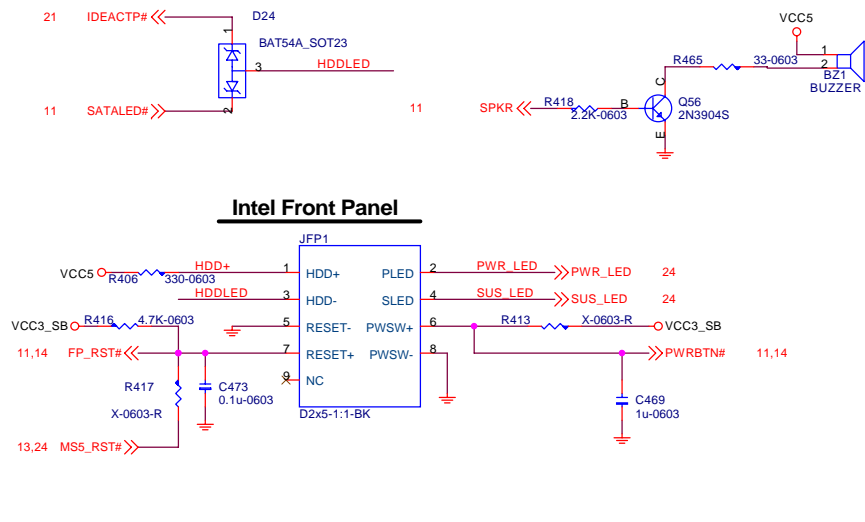 21 IDEACTP# D24
VCC5
BAT54A_SOT23
1
3 HDDLED
2
R465 33-0603
1
2
BZ1
BUZZER
11 SATALED#
11 SPKR R418 B C Q56
2.2K-0603 2N3904S
E
Intel Front Panel
JFP1
VCC5 R406 330-0603 HDD+ 1 HDD+ PLED 2 PWR_LED PWR_LED 24
HDDLED 3 HDD- SLED 4 SUS_LED SUS_LED 24
VCC3_SB R416 4.7K-0603 5 RESET- PWSW+ 6 R413 X-0603-R VCC3_SB
11,14 FP_RST# 7 RESET+ PWSW- 8 PWRBTN# 11,14
9 NC
R417 C473
X-0603-R 0.1u-0603
C469
1u-0603
D2x5-1:1-BK
13,24 MS5_RST#